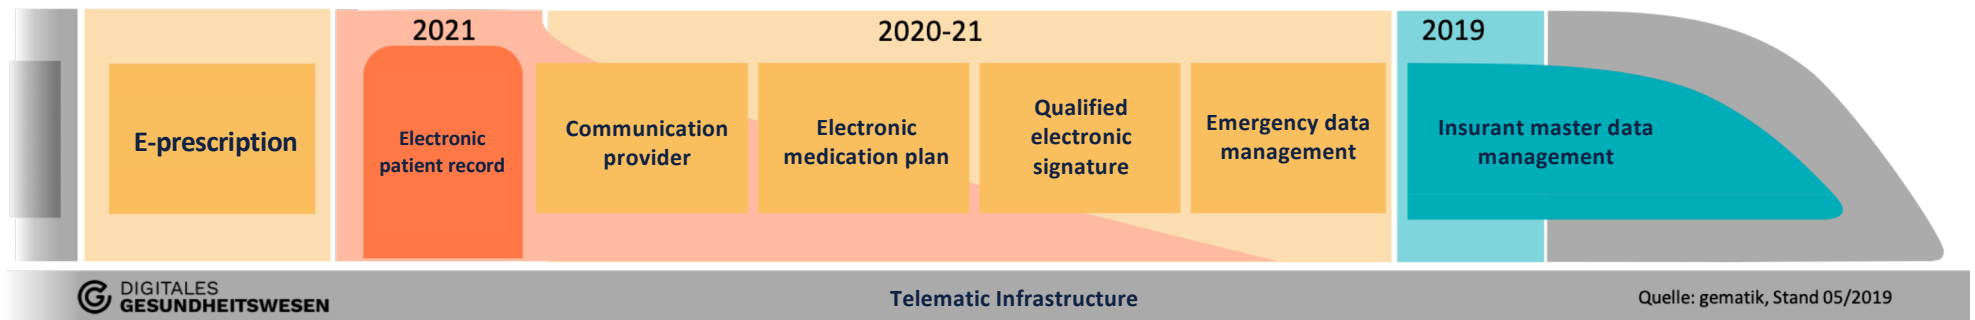 2021
2020-21
2019
E-prescription
Electronic
patient record
Communication
provider
Electronic
medication plan
Qualified
electronic
signature
Emergency data
management
Insurant master data
management
DIGITALES
GESUNDHEITSWESEN
Telematic Infrastructure
Quelle: gematik, Stand 05/2019